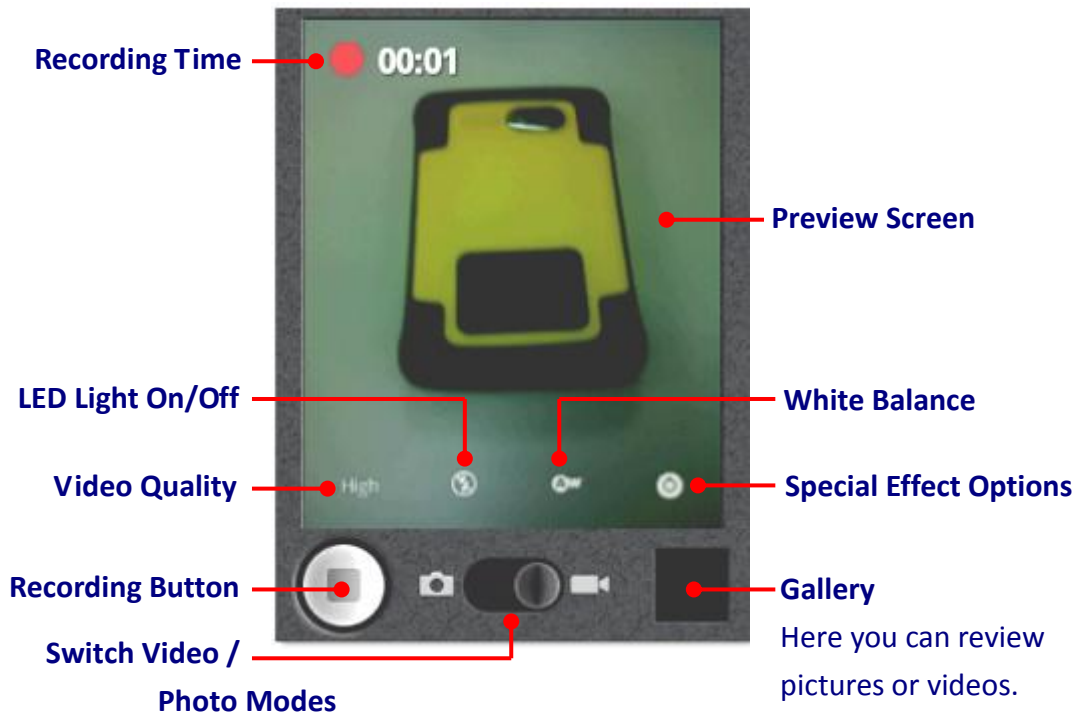 Recording Time
00:01
Preview Screen
LED Light On/Off
White Balance
Video Quality
High
Special Effect Options
Recording Button
Gallery
Here you can review
pictures or videos.
Switch Video /
Photo Modes